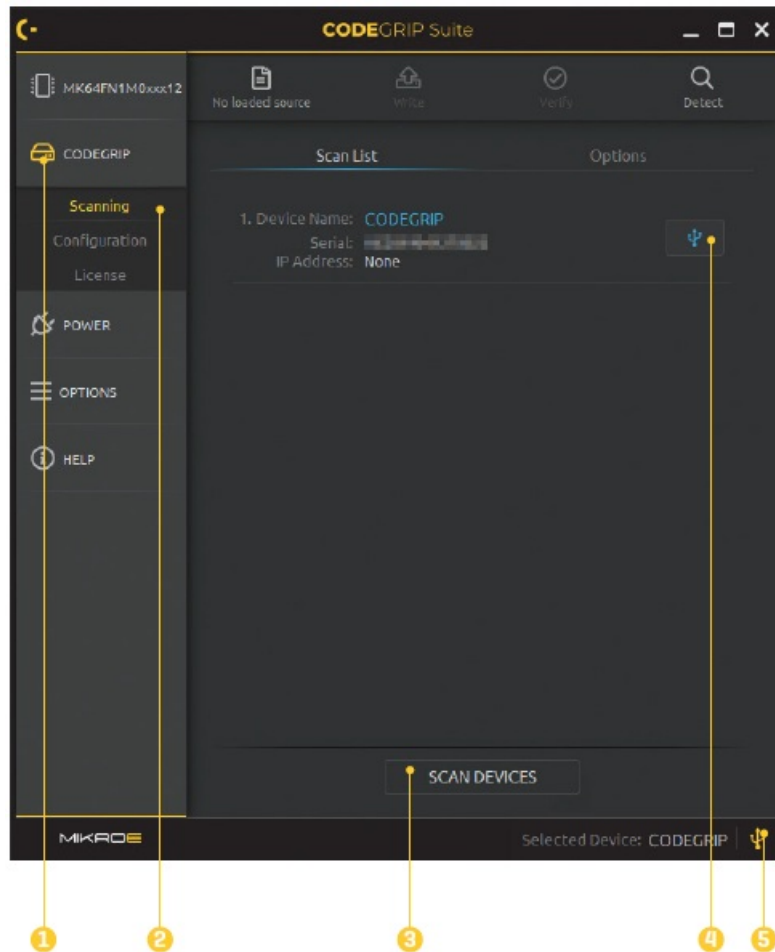 CODEGRIP Suite
MK64FN1M0xxx12
No loaded source
Write
Verify
Detect
CODEGRIP
Scanning
Configuration
License
POWER
OPTIONS
HELP
Scan List
Options
1. Device Name: CODEGRIP
Serial:
IP Address: None
SCAN DEVICES
MIKROE
Selected Device: CODEGRIP
1 2 3 4 5